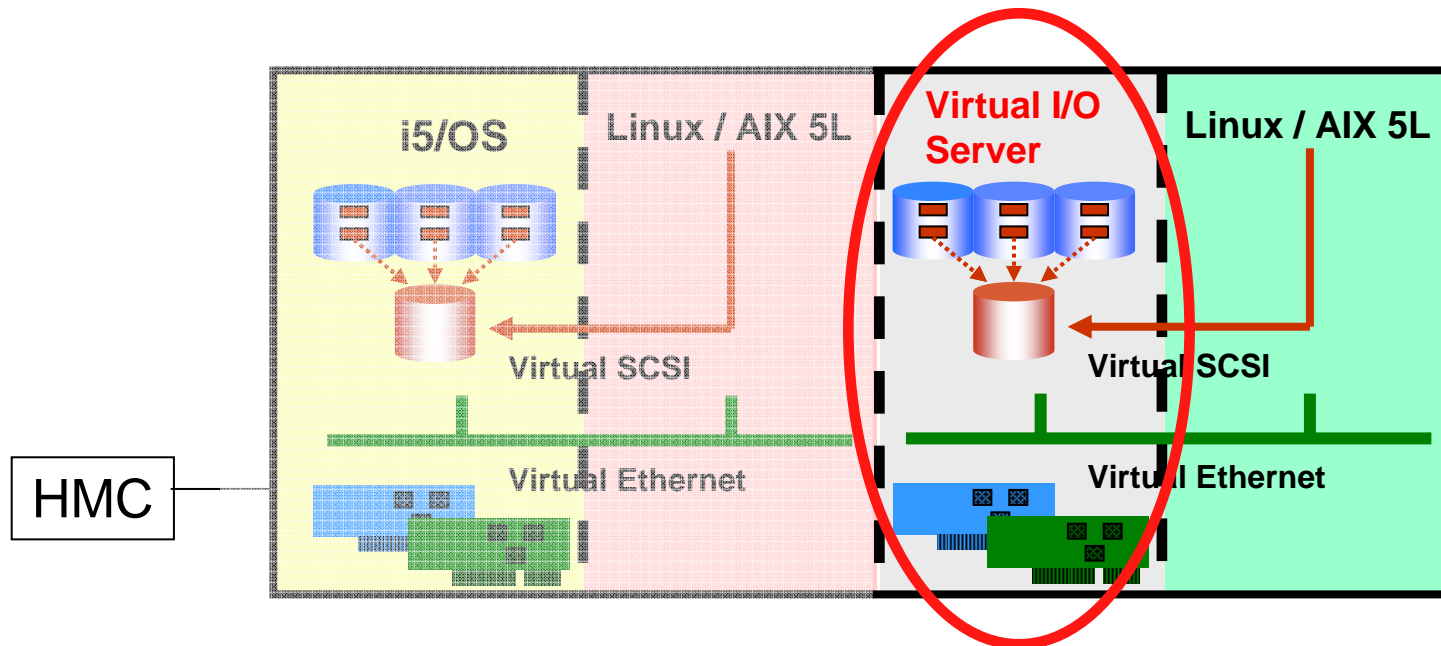 i5/OS
Linux / AIX 5L
Virtual I/O
Server
Linux / AIX 5L
Virtual SCSI
Virtual SCSI
Virtual Ethernet
Virtual Ethernet
HMC